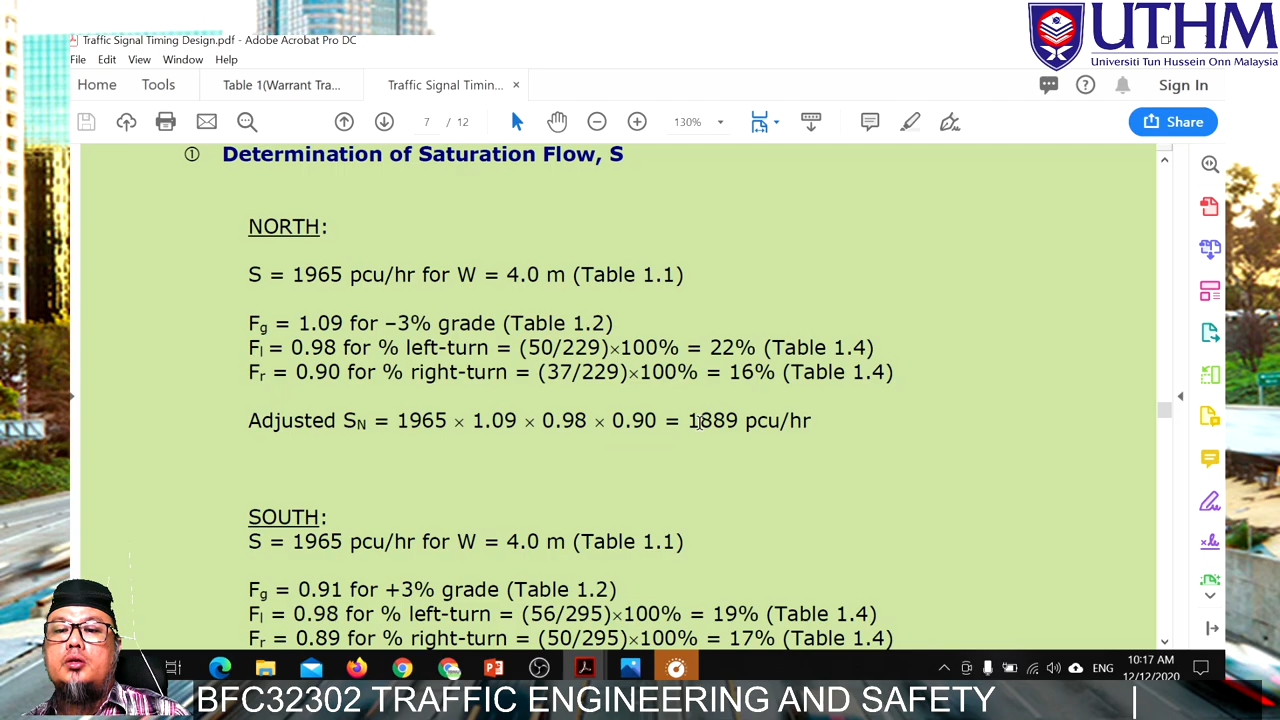 Traffic Signal Timing Design.pdf - Adobe Acrobat Pro DC
UTHM
Universiti Tun Hussein Onn Malaysia
File Edit View Window Help
Home Tools Table 1(Warrant Tra... Traffic Signal Timin... × Sign In
7 / 12 130% Share
① Determination of Saturation Flow, S
NORTH:
S = 1965 pcu/hr for W = 4.0 m (Table 1.1)
Fg = 1.09 for –3% grade (Table 1.2)
Fl = 0.98 for % left-turn = (50/229)×100% = 22% (Table 1.4)
Fr = 0.90 for % right-turn = (37/229)×100% = 16% (Table 1.4)
Adjusted SN = 1965 × 1.09 × 0.98 × 0.90 = 1889 pcu/hr
SOUTH:
S = 1965 pcu/hr for W = 4.0 m (Table 1.1)
Fg = 0.91 for +3% grade (Table 1.2)
Fl = 0.98 for % left-turn = (56/295)×100% = 19% (Table 1.4)
Fr = 0.89 for % right-turn = (50/295)×100% = 17% (Table 1.4)
ENG 10:17 AM
12/12/2020
BFC32302 TRAFFIC ENGINEERING AND SAFETY |